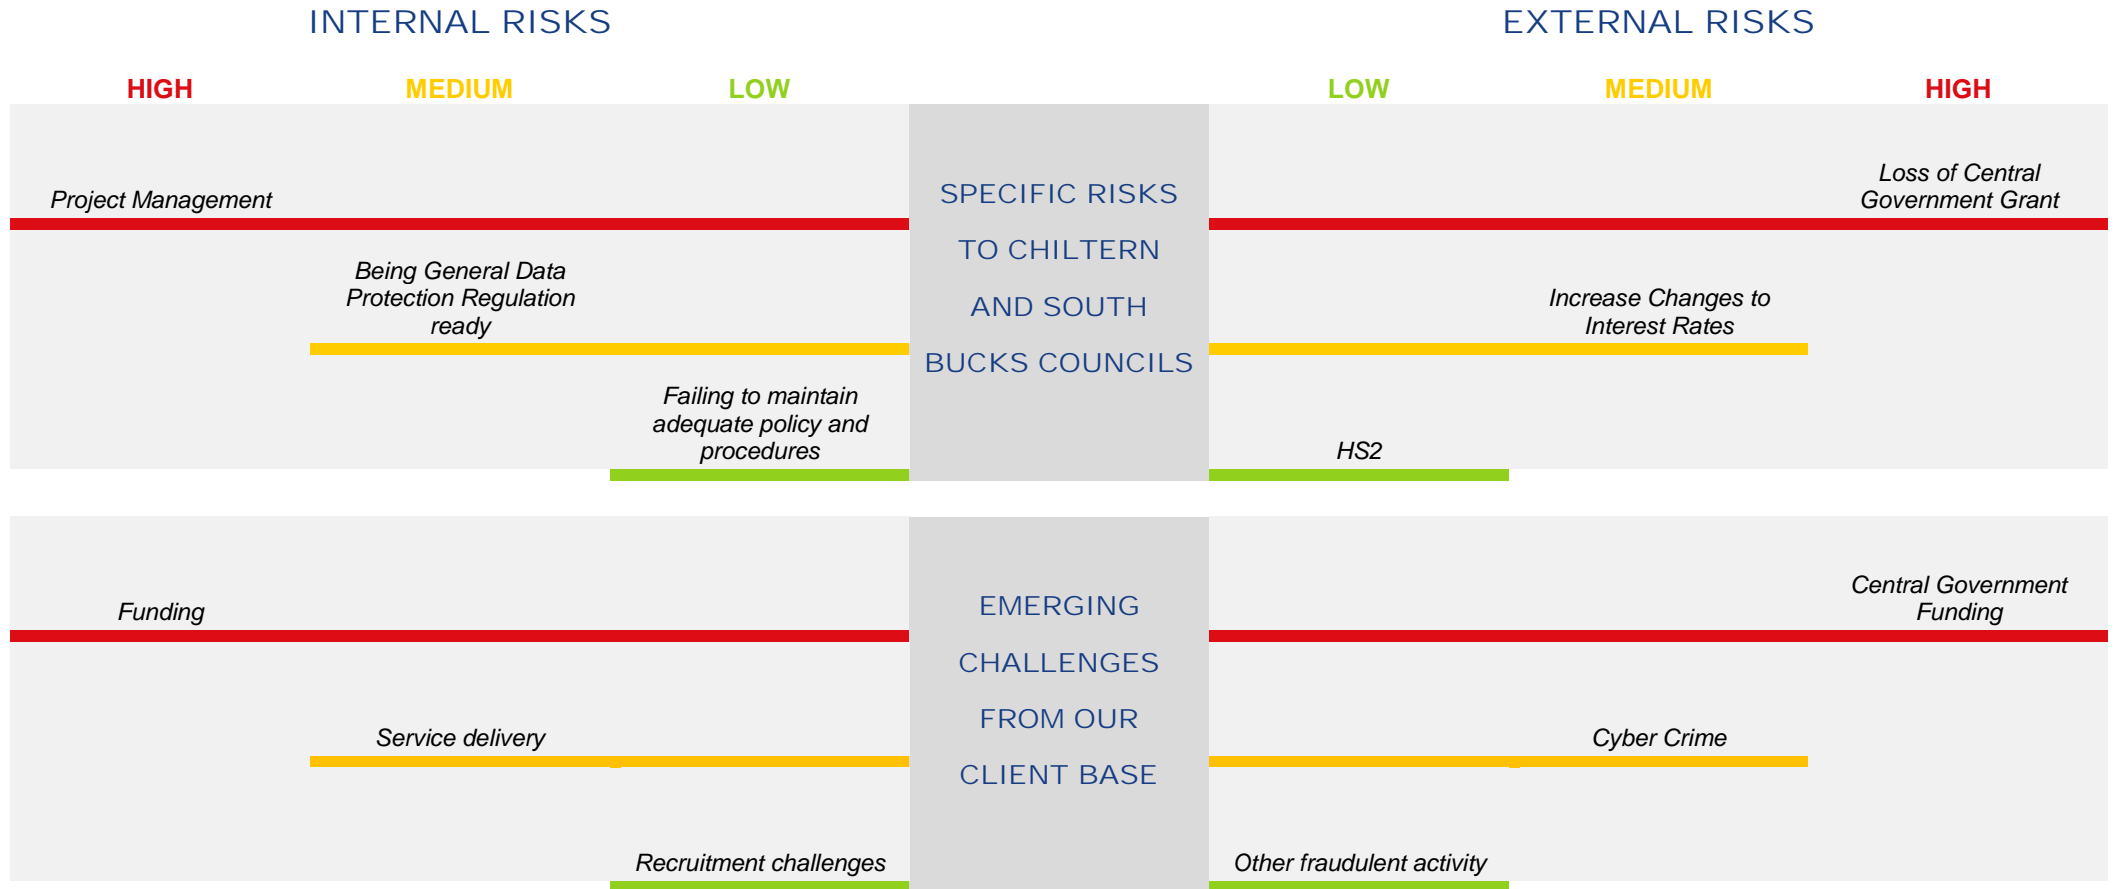 INTERNAL RISKS
EXTERNAL RISKS
HIGH
MEDIUM
LOW
LOW
MEDIUM
HIGH
Project Management
Being General Data
Protection Regulation
ready
Failing to maintain
adequate policy and
procedures
SPECIFIC RISKS
TO CHILTERN
AND SOUTH
BUCKS COUNCILS
HS2
Increase Changes to
Interest Rates
Loss of Central
Government Grant
Funding
Service delivery
Recruitment challenges
EMERGING
CHALLENGES
FROM OUR
CLIENT BASE
Other fraudulent activity
Cyber Crime
Central Government
Funding